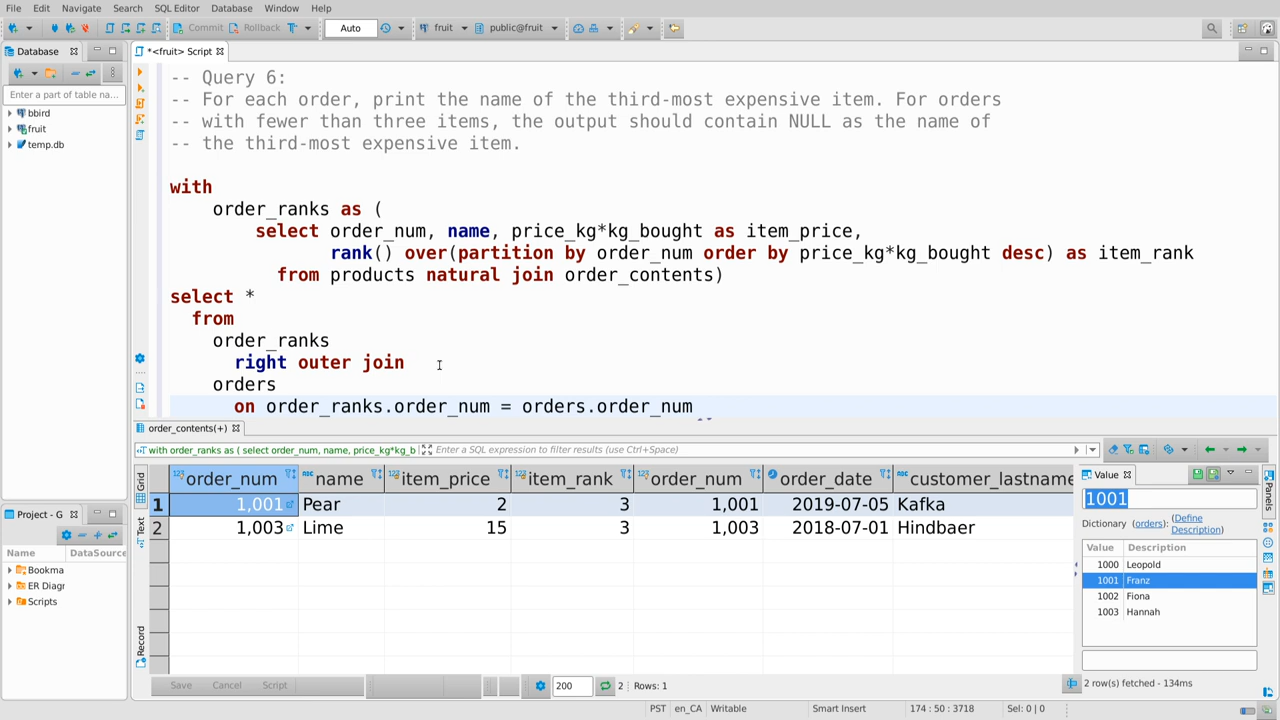 File Edit Navigate Search SQL Editor Database Window Help
Commit Rollback Auto fruit public@fruit
Database
*<fruit> Script
Enter a part of table na...
bbird
fruit
temp.db
-- Query 6:
-- For each order, print the name of the third-most expensive item. For orders
-- with fewer than three items, the output should contain NULL as the name of
-- the third-most expensive item.
with
order_ranks as (
select order_num, name, price_kg*kg_bought as item_price,
rank() over(partition by order_num order by price_kg*kg_bought desc) as item_rank
from products natural join order_contents)
select *
from
order_ranks
right outer join
orders
on order_ranks.order_num = orders.order_num
order_contents(+)
with order_ranks as ( select order_num, name, price_kg*kg_b Enter a SQL expression to filter results (use Ctrl+Space)
Grid
Text
Record
order_num name item_price item_rank order_num order_date customer_lastname
1 1,001 Pear 2 3 1,001 2019-07-05 Kafka
2 1,003 Lime 15 3 1,003 2018-07-01 Hindbaer
Value
1001
Dictionary (orders): (Define
Description)
Value Description
1000 Leopold
1001 Franz
1002 Fiona
1003 Hannah
Panels
Project - G
Name DataSource
Bookma
ER Diagr
Scripts
Save Cancel Script 200 2 Rows: 1
2 row(s) fetched - 134ms
PST en_CA Writable Smart Insert 174 : 50 : 3718 Sel: 0 | 0